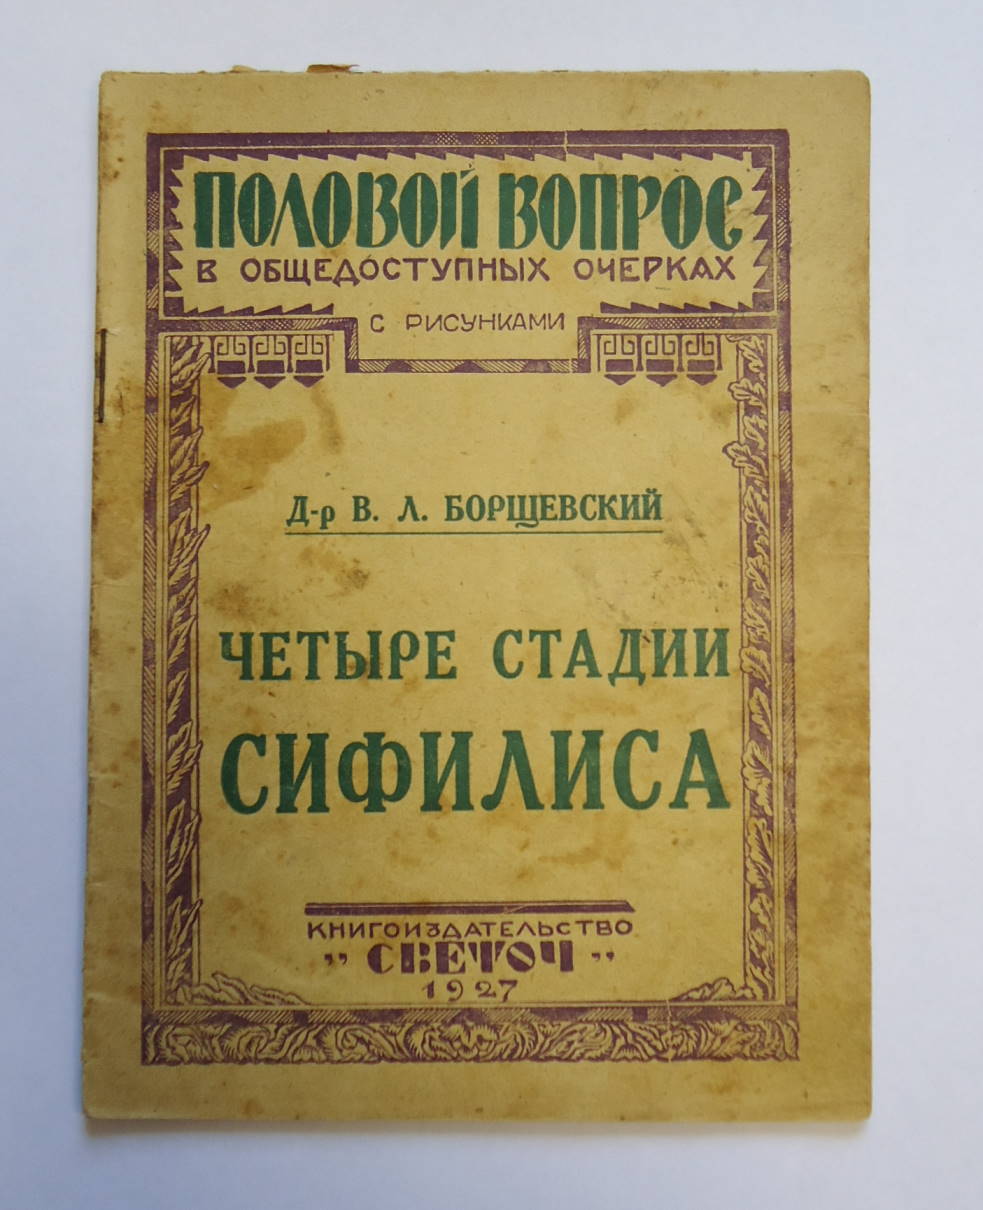 ПОЛОВОЙ ВОПРОС
В ОБЩЕДОСТУПНЫХ ОЧЕРКАХ
С РИСУНКАМИ
Д-р В. Л. БОРЩЕВСКИЙ
ЧЕТЫРЕ СТАДИИ
СИФИЛИСА
КНИГОИЗДАТЕЛЬСТВО
„СВЕТОЧ“
1927